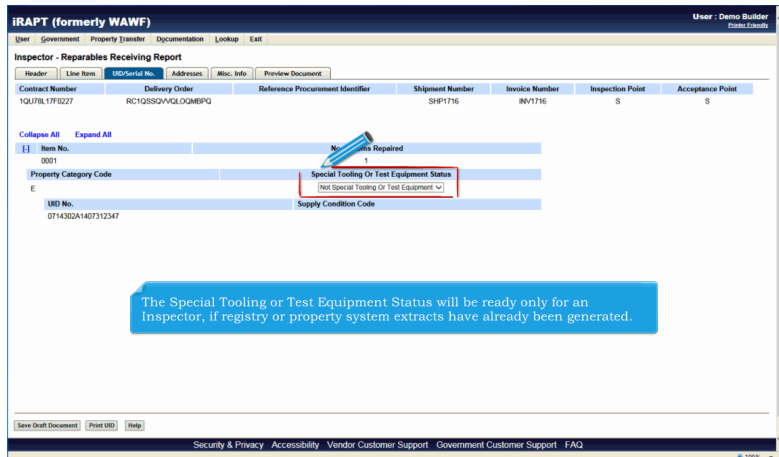 iRAPT (formerly WAWF)
User : Demo Builder
Printer Friendly
User Government Property Transfer Documentation Lookup Exit
Inspector - Reparables Receiving Report
Header Line Item UID/Serial No. Addresses Misc. Info Preview Document
Contract Number Delivery Order Reference Procurement Identifier Shipment Number Invoice Number Inspection Point Acceptance Point
1QU78L17F0227 RC1QSSQVVQLOQMBPQ SHP1716 INV1716 S S
Collapse All Expand All
[-] Item No. Repaired
0001 1
Property Category Code Special Tooling Or Test Equipment Status
E Not Special Tooling Or Test Equipment
UID No. Supply Condition Code
0714302A1407312347
The Special Tooling or Test Equipment Status will be ready only for an
Inspector, if registry or property system extracts have already been generated.
Save Draft Document Print UID Help
Security & Privacy Accessibility Vendor Customer Support Government Customer Support FAQ